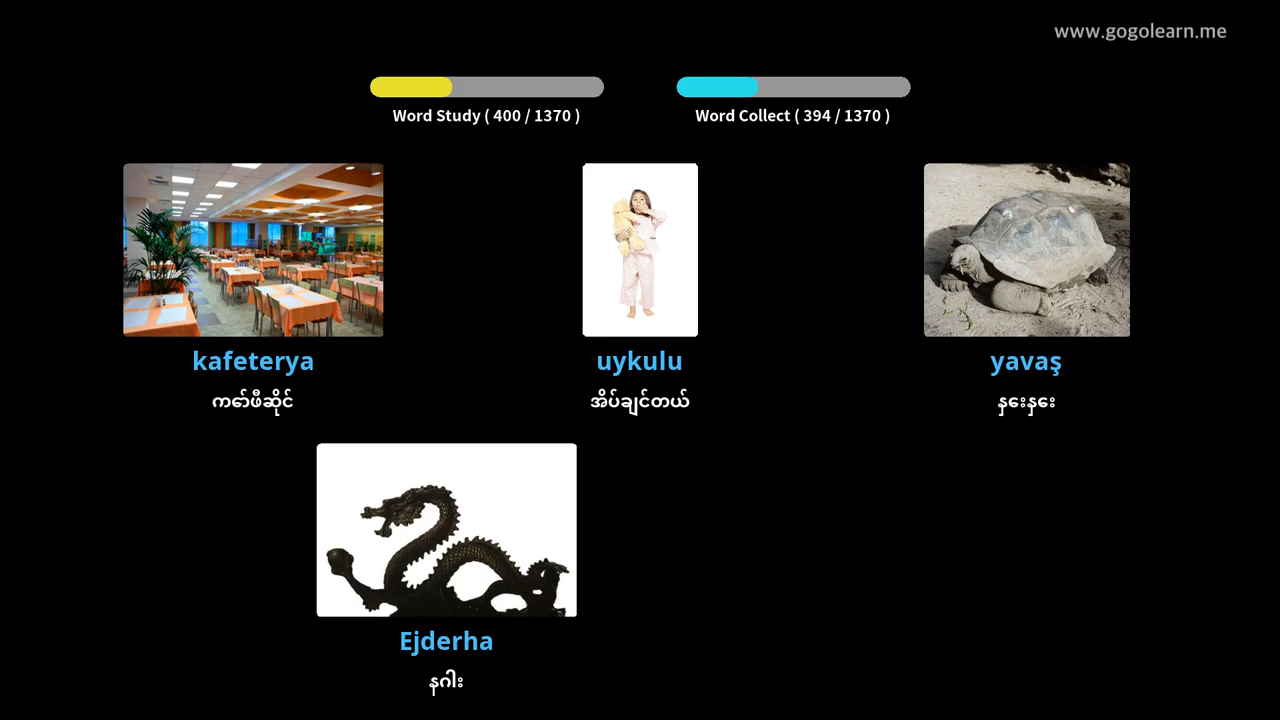 www.gogolearn.me
Word Study ( 400 / 1370 )
Word Collect ( 394 / 1370 )
kafeterya
ကော်ဖီဆိုင်
uykulu
အိပ်ချင်တယ်
yavaş
နှေးနှေး
Ejderha
နဂါး